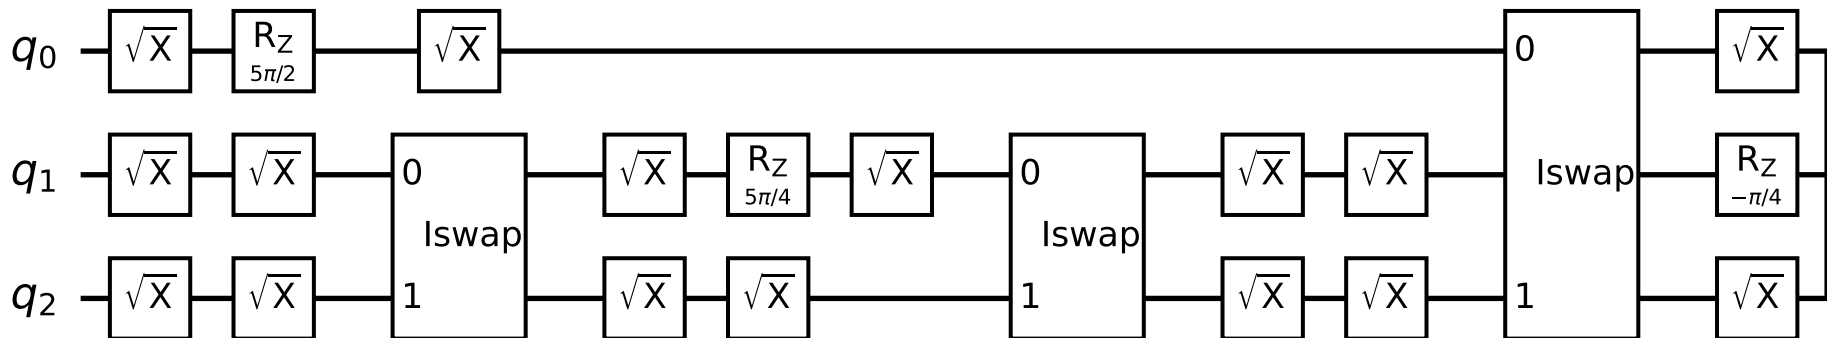 q0 √X RZ 5π/2 √X 0 √X
q1 √X √X 0 √X RZ 5π/4 √X 0 √X √X Iswap RZ −π/4
Iswap Iswap
q2 √X √X 1 √X √X 1 √X √X 1 √X